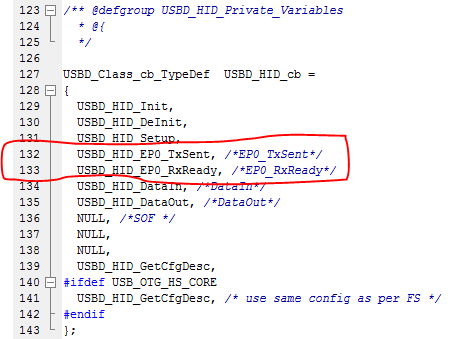 123 /** @defgroup USBD_HID_Private_Variables
124 * @{
125 */
126
127 USBD_Class_cb_TypeDef USBD_HID_cb =
128 {
129 USBD_HID_Init,
130 USBD_HID_DeInit,
131 USBD_HID_Setup,
132 USBD_HID_EP0_TxSent, /*EP0_TxSent*/
133 USBD_HID_EP0_RxReady, /*EP0_RxReady*/
134 USBD_HID_DataIn, /*DataIn*/
135 USBD_HID_DataOut, /*DataOut*/
136 NULL, /*SOF */
137 NULL,
138 NULL,
139 USBD_HID_GetCfgDesc,
140 #ifdef USB_OTG_HS_CORE
141 USBD_HID_GetCfgDesc, /* use same config as per FS */
142 #endif
143 };